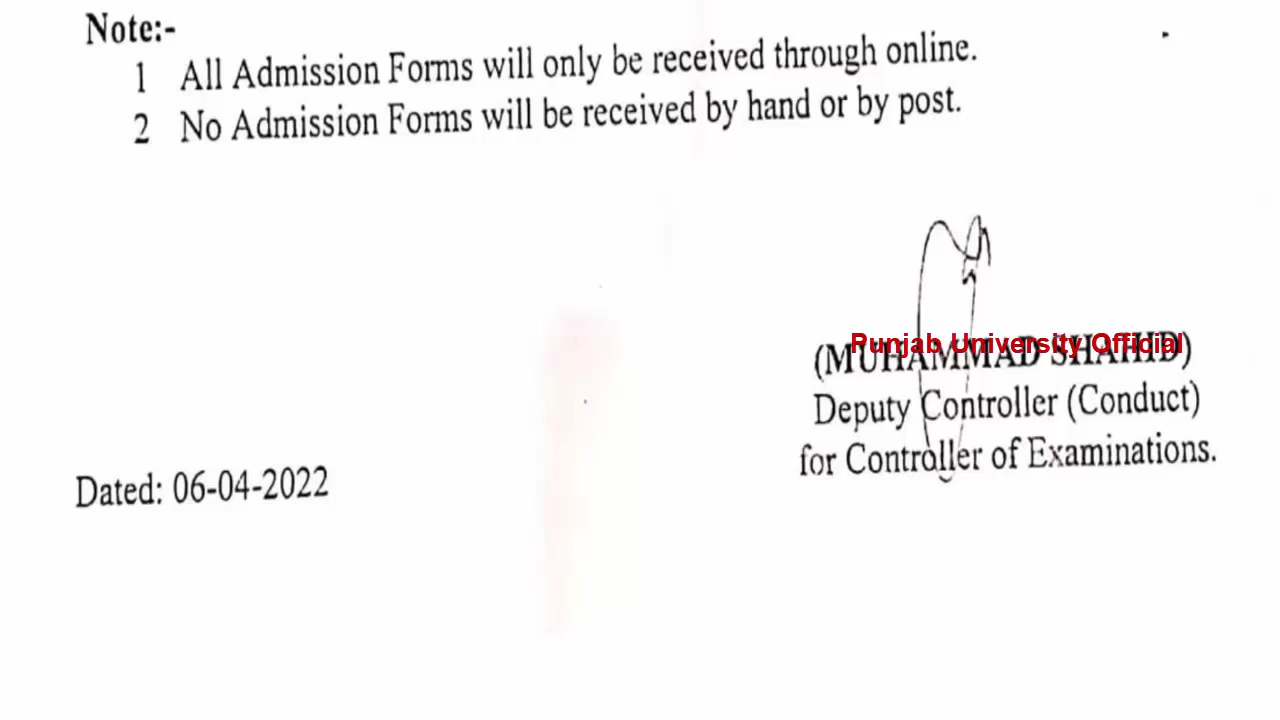 Note:-
1 All Admission Forms will only be received through online.
2 No Admission Forms will be received by hand or by post.
Punjab University Official
(MUHAMMAD SHAHID)
Deputy Controller (Conduct)
for Controller of Examinations.
Dated: 06-04-2022